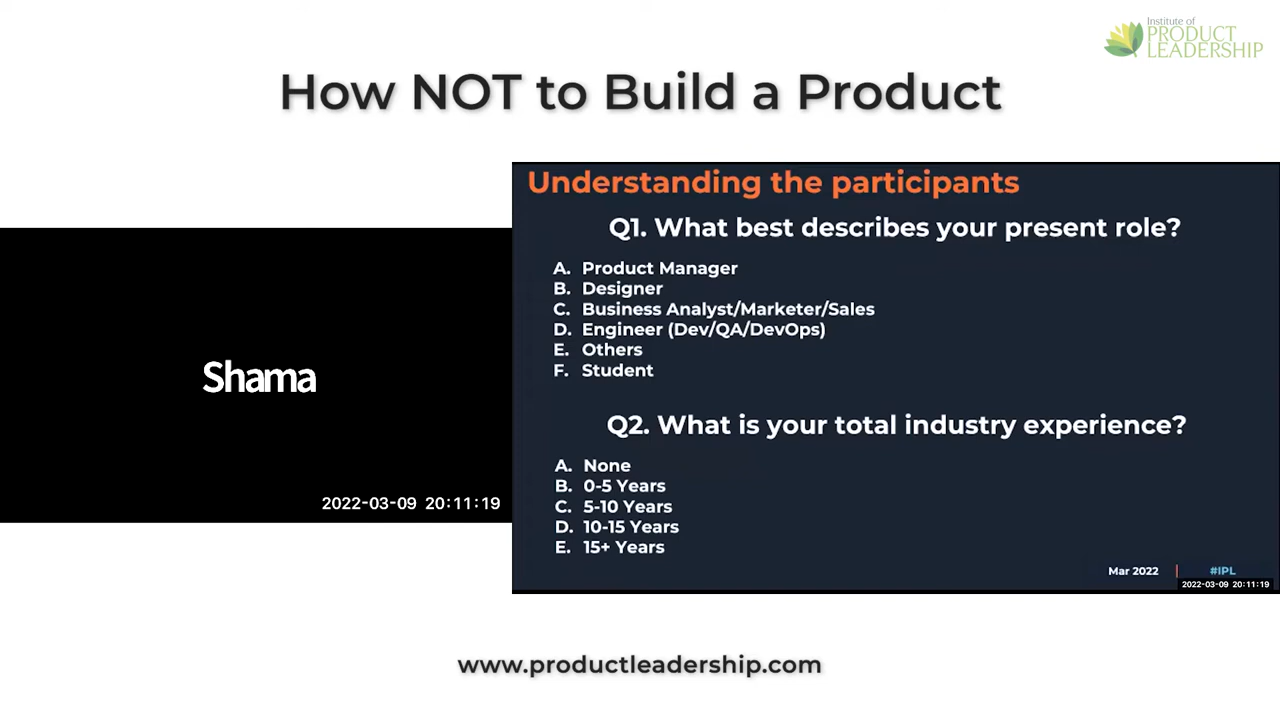 Institute of
PRODUCT
LEADERSHIP
How NOT to Build a Product
Understanding the participants
Q1. What best describes your present role?
A. Product Manager
B. Designer
C. Business Analyst/Marketer/Sales
D. Engineer (Dev/QA/DevOps)
E. Others
F. Student
Q2. What is your total industry experience?
A. None
B. 0-5 Years
C. 5-10 Years
D. 10-15 Years
E. 15+ Years
Mar 2022 | #IPL
2022-03-09 20:11:19
Shama
2022-03-09 20:11:19
www.productleadership.com